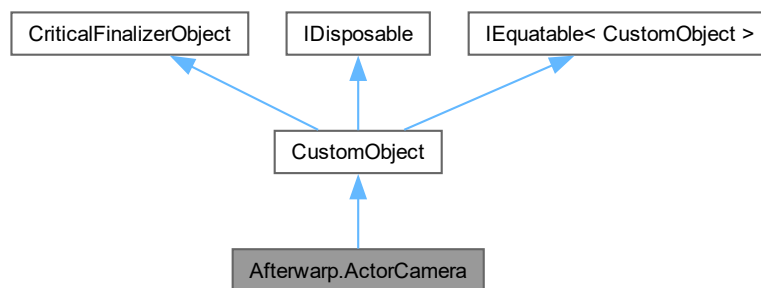 CriticalFinalizerObject
IDisposable
IEquatable< CustomObject >
CustomObject
Afterwarp.ActorCamera